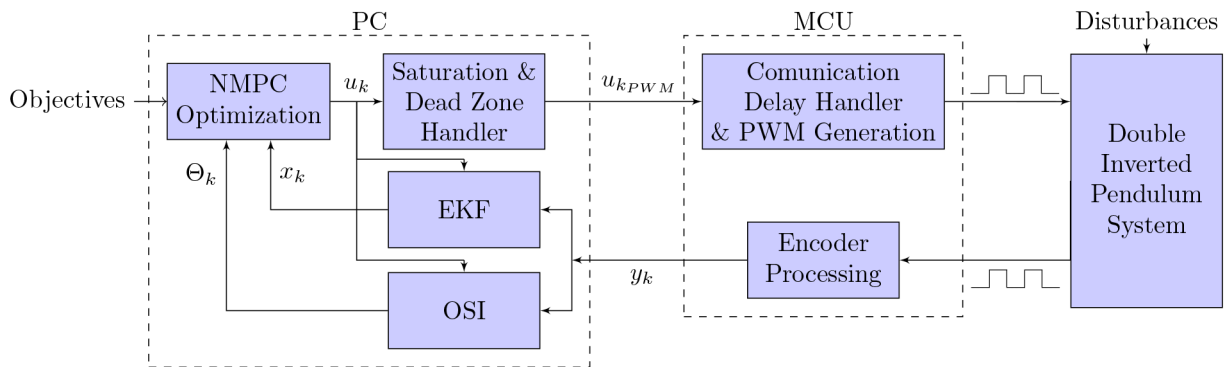 PC
MCU
Disturbances
Objectives
NMPC
Optimization
u_k
Saturation &
Dead Zone
Handler
u_{k_{PWM}}
Comunication
Delay Handler
& PWM Generation
Double
Inverted
Pendulum
System
Θ_k
x_k
EKF
Encoder
Processing
y_k
OSI